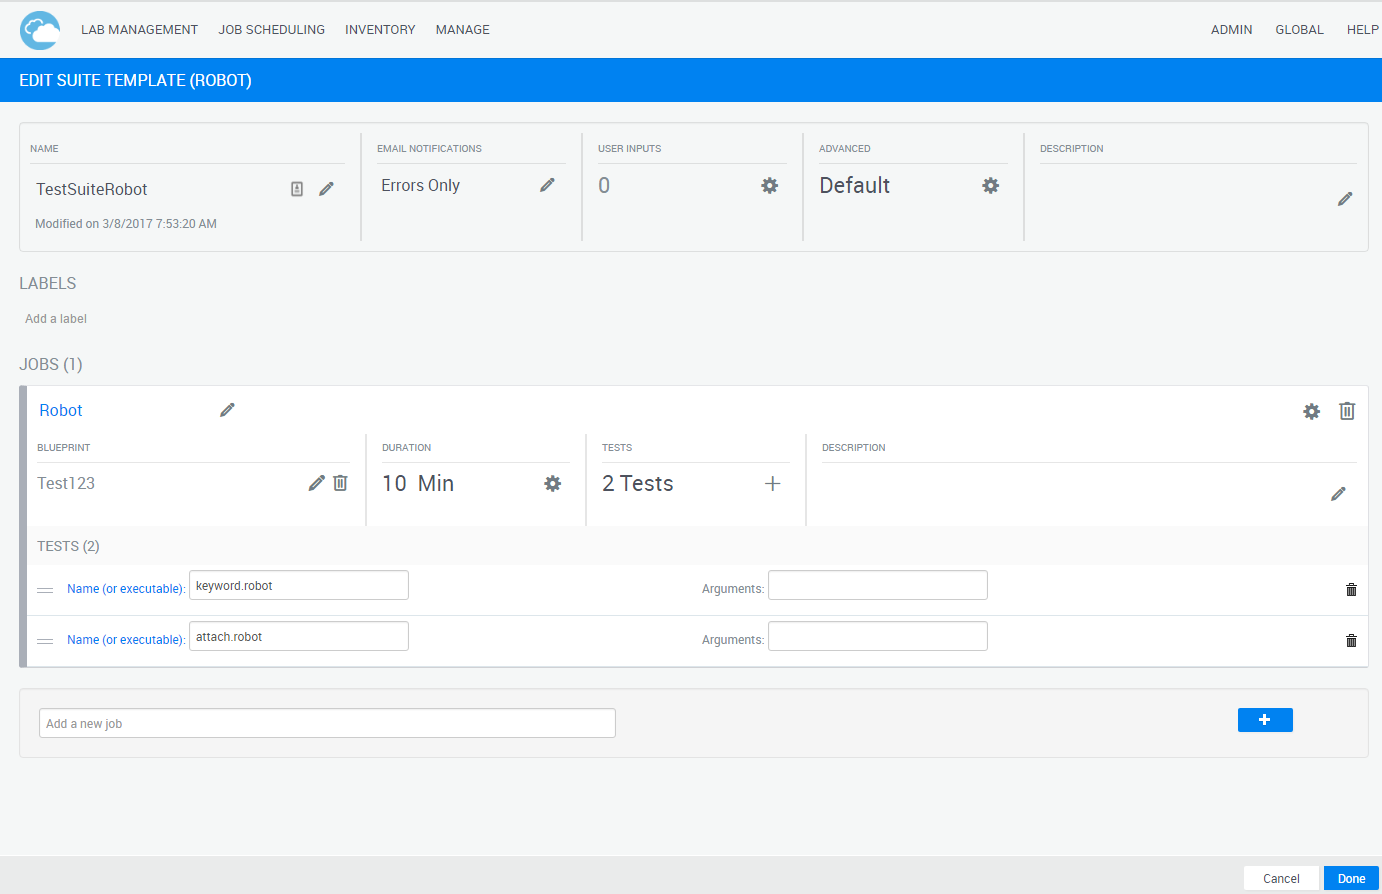 LAB MANAGEMENT JOB SCHEDULING INVENTORY MANAGE ADMIN GLOBAL HELP
EDIT SUITE TEMPLATE (ROBOT)
NAME EMAIL NOTIFICATIONS USER INPUTS ADVANCED DESCRIPTION
TestSuiteRobot Errors Only 0 Default
Modified on 3/8/2017 7:53:20 AM
LABELS
Add a label
JOBS (1)
Robot
BLUEPRINT DURATION TESTS DESCRIPTION
Test123 10 Min 2 Tests
TESTS (2)
Name (or executable): keyword.robot Arguments:
Name (or executable): attach.robot Arguments:
Add a new job
Cancel Done